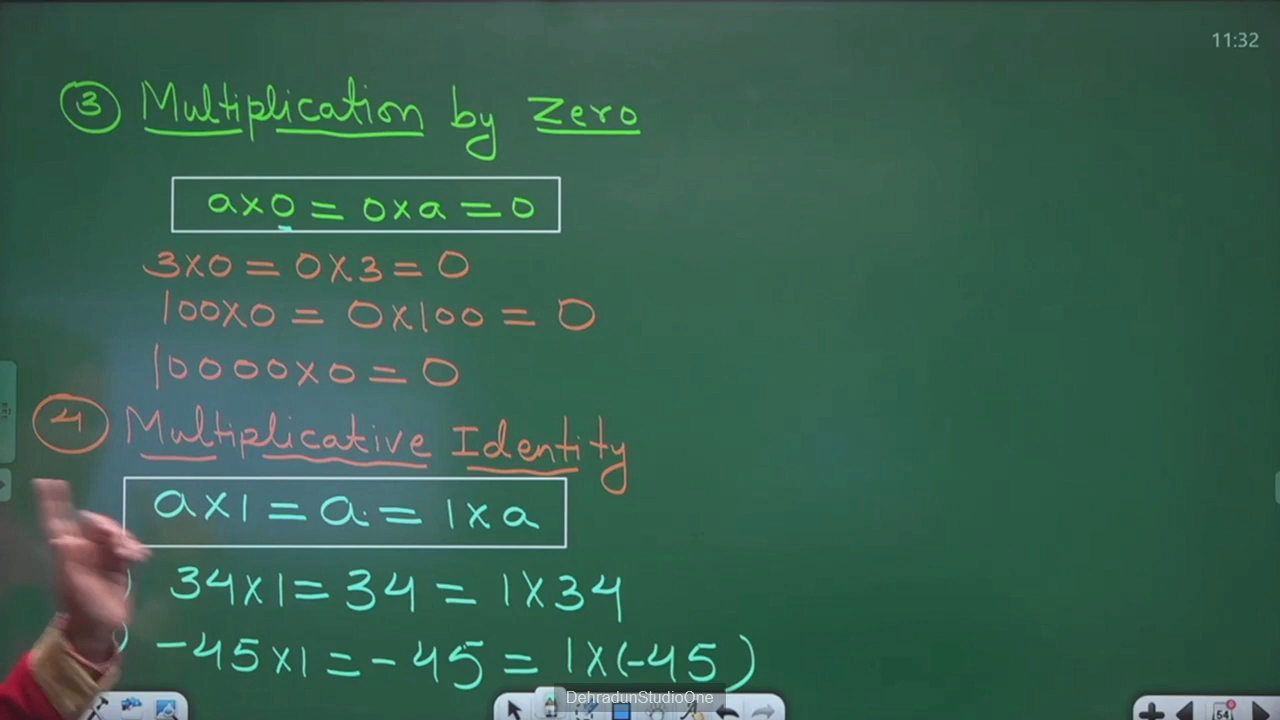 11:32
③ Multiplication by Zero
a×0 = 0×a = 0
3×0 = 0×3 = 0
100×0 = 0×100 = 0
10000×0 = 0
④ Multiplicative Identity
a×1 = a = 1×a
) 34×1 = 34 = 1×34
) -45×1 = -45 = 1×(-45)
DehradunStudioOne
54